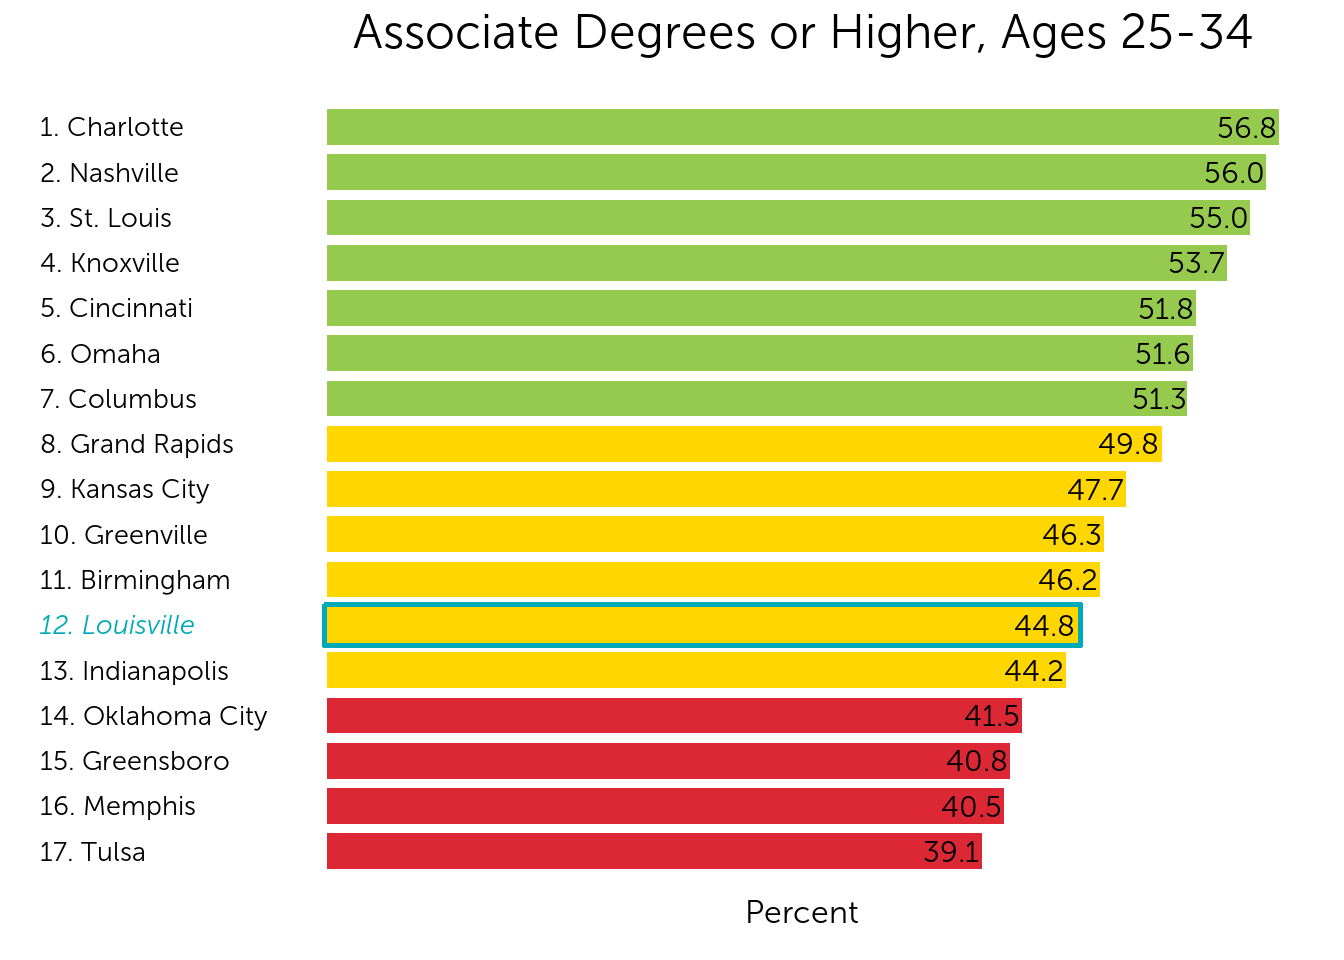 Associate Degrees or Higher, Ages 25-34
1. Charlotte 56.8
2. Nashville 56.0
3. St. Louis 55.0
4. Knoxville 53.7
5. Cincinnati 51.8
6. Omaha 51.6
7. Columbus 51.3
8. Grand Rapids 49.8
9. Kansas City 47.7
10. Greenville 46.3
11. Birmingham 46.2
12. Louisville 44.8
13. Indianapolis 44.2
14. Oklahoma City 41.5
15. Greensboro 40.8
16. Memphis 40.5
17. Tulsa 39.1
Percent